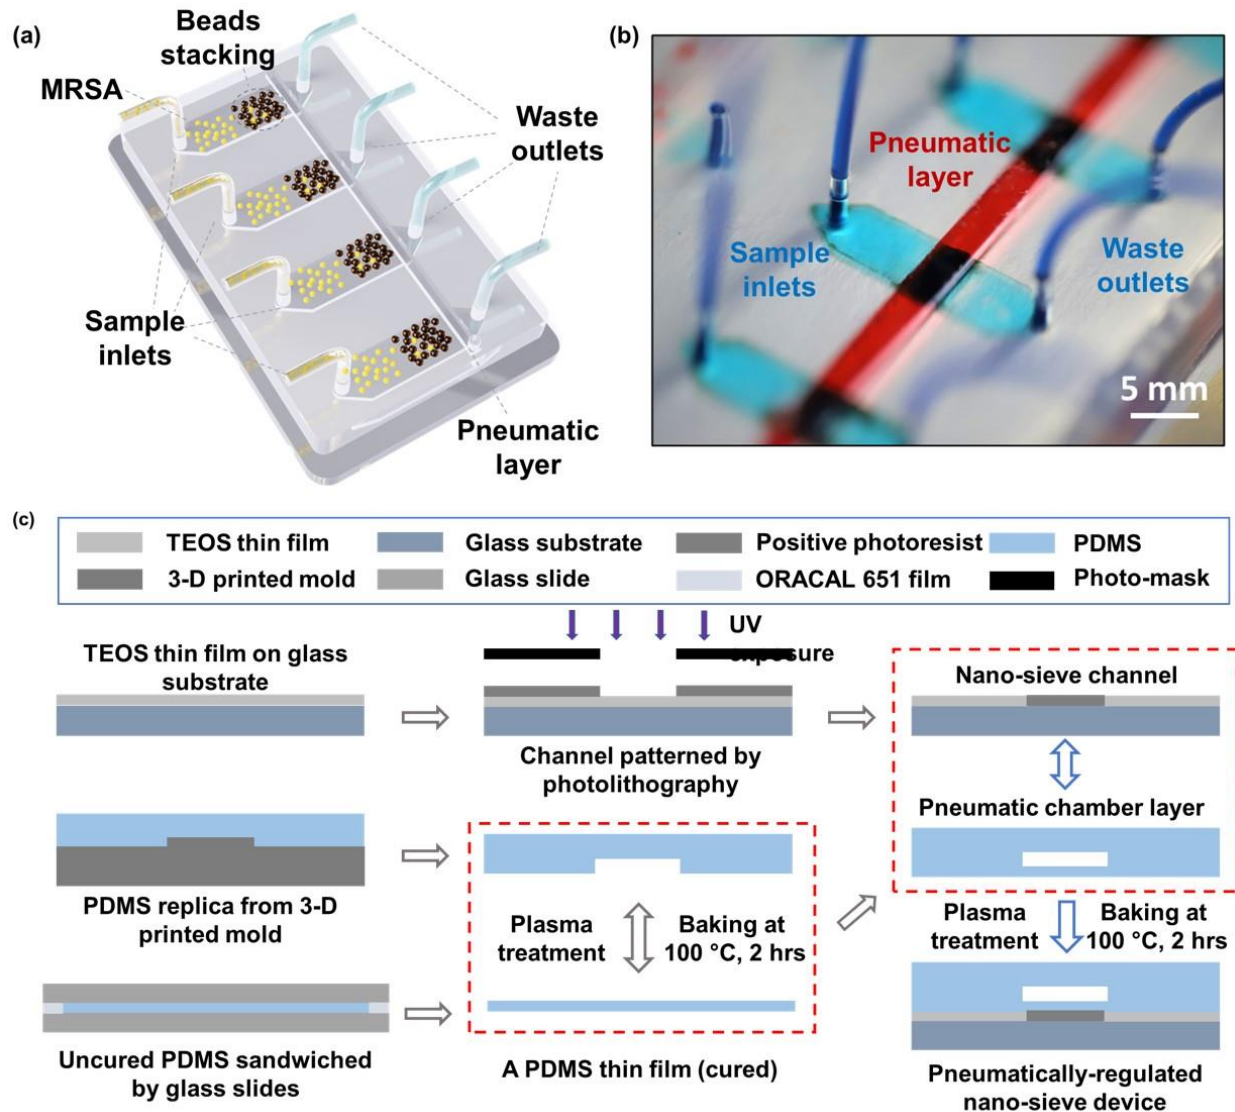 (a)
Beads
stacking
MRSA
Waste
outlets
Sample
inlets
Pneumatic
layer
(b)
Pneumatic
layer
Sample
inlets
Waste
outlets
5 mm
(c)
TEOS thin film
Glass substrate
Positive photoresist
PDMS
3-D printed mold
Glass slide
ORACAL 651 film
Photo-mask
TEOS thin film on glass
substrate
UV
exposure
Channel patterned by
photolithography
Nano-sieve channel
Pneumatic chamber layer
PDMS replica from 3-D
printed mold
Plasma
treatment
Baking at
100 °C, 2 hrs
Plasma
treatment
Baking at
100 °C, 2 hrs
Uncured PDMS sandwiched
by glass slides
A PDMS thin film (cured)
Pneumatically-regulated
nano-sieve device